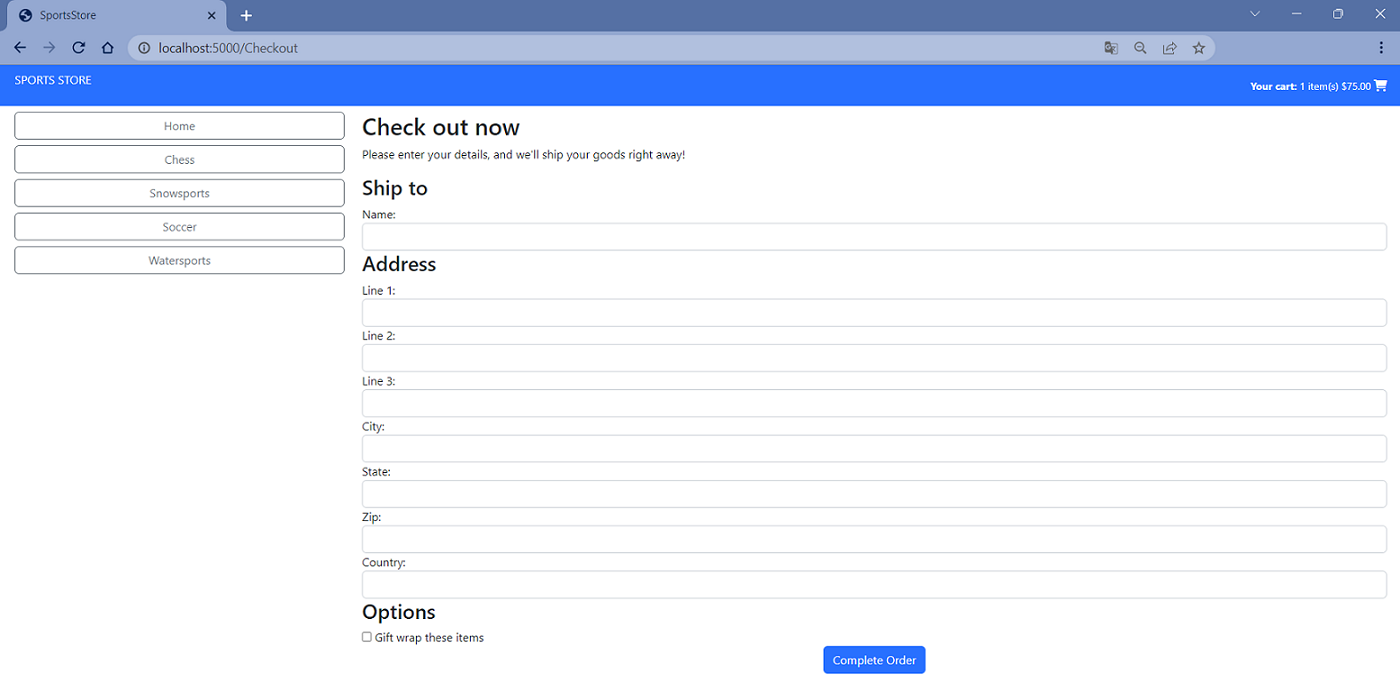 SportsStore
localhost:5000/Checkout
SPORTS STORE
Your cart: 1 item(s) $75.00
Home
Chess
Snowsports
Soccer
Watersports
Check out now
Please enter your details, and we'll ship your goods right away!
Ship to
Name:
Address
Line 1:
Line 2:
Line 3:
City:
State:
Zip:
Country:
Options
Gift wrap these items
Complete Order